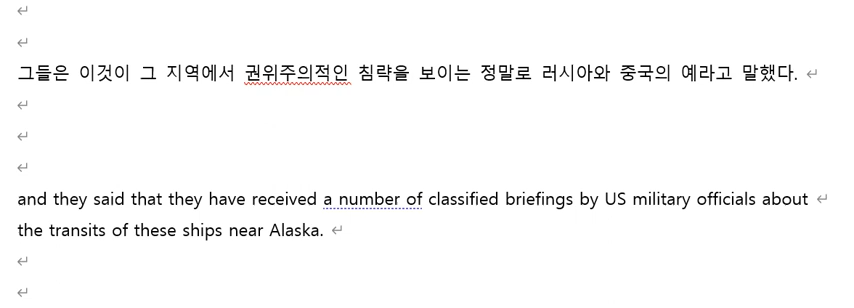 그들은 이것이 그 지역에서 권위주의적인 침략을 보이는 정말로 러시아와 중국의 예라고 말했다.
and they said that they have received a number of classified briefings by US military officials about
the transits of these ships near Alaska.